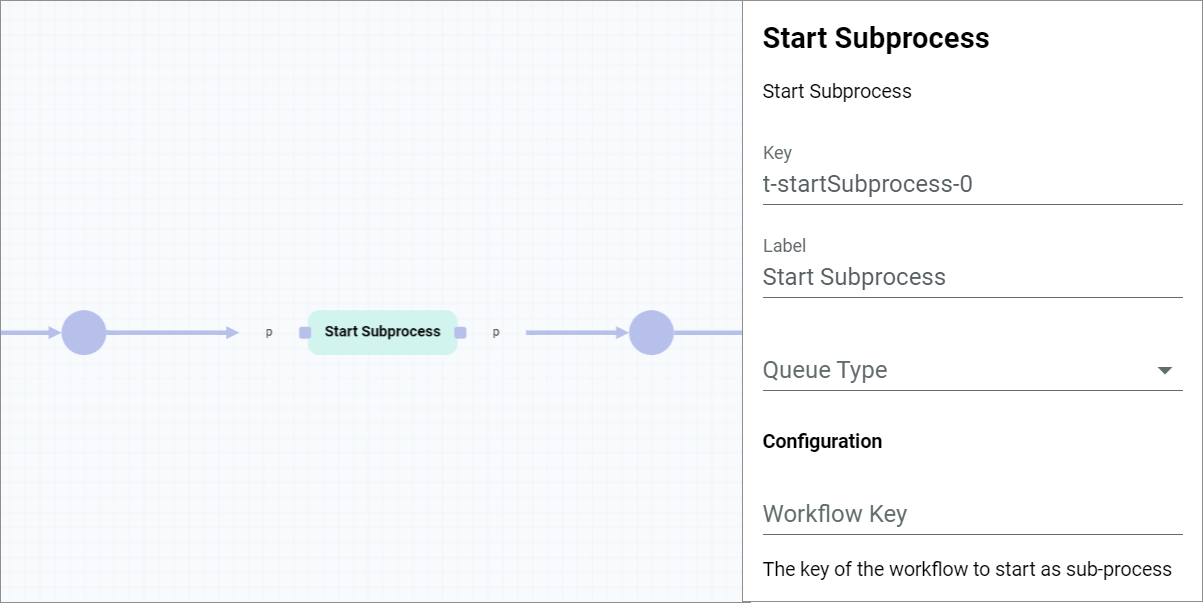 p
Start Subprocess
p
Start Subprocess
Start Subprocess
Key
t-startSubprocess-0
Label
Start Subprocess
Queue Type
Configuration
Workflow Key
The key of the workflow to start as sub-process